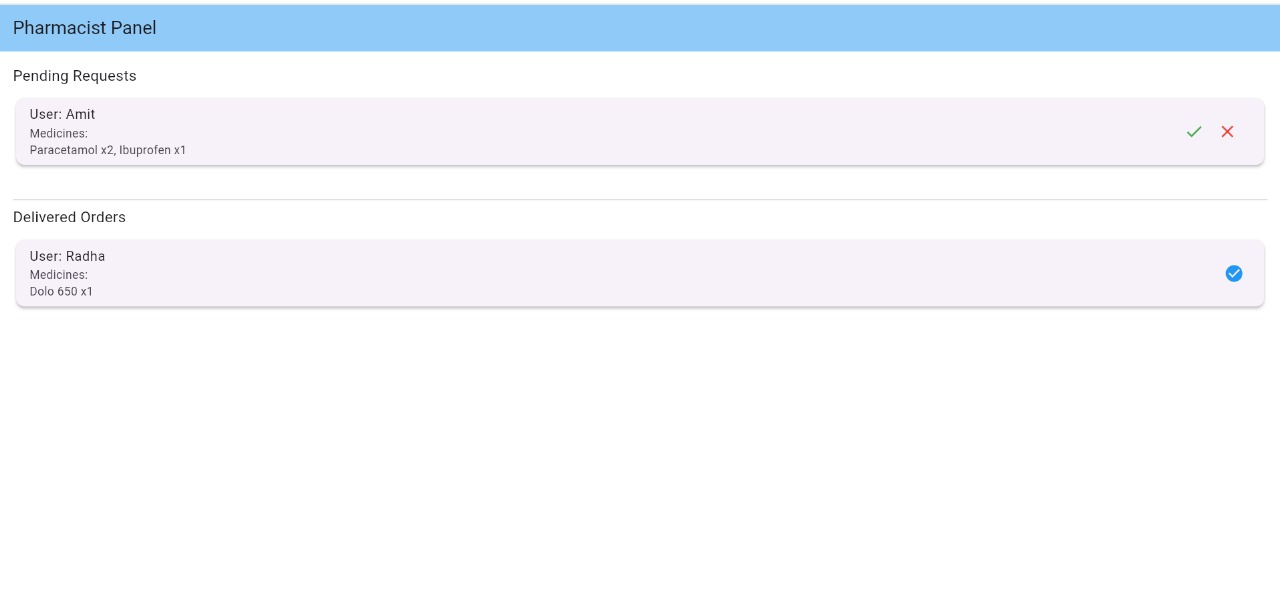 Pharmacist Panel
Pending Requests
User: Amit
Medicines:
Paracetamol x2, Ibuprofen x1
Delivered Orders
User: Radha
Medicines:
Dolo 650 x1